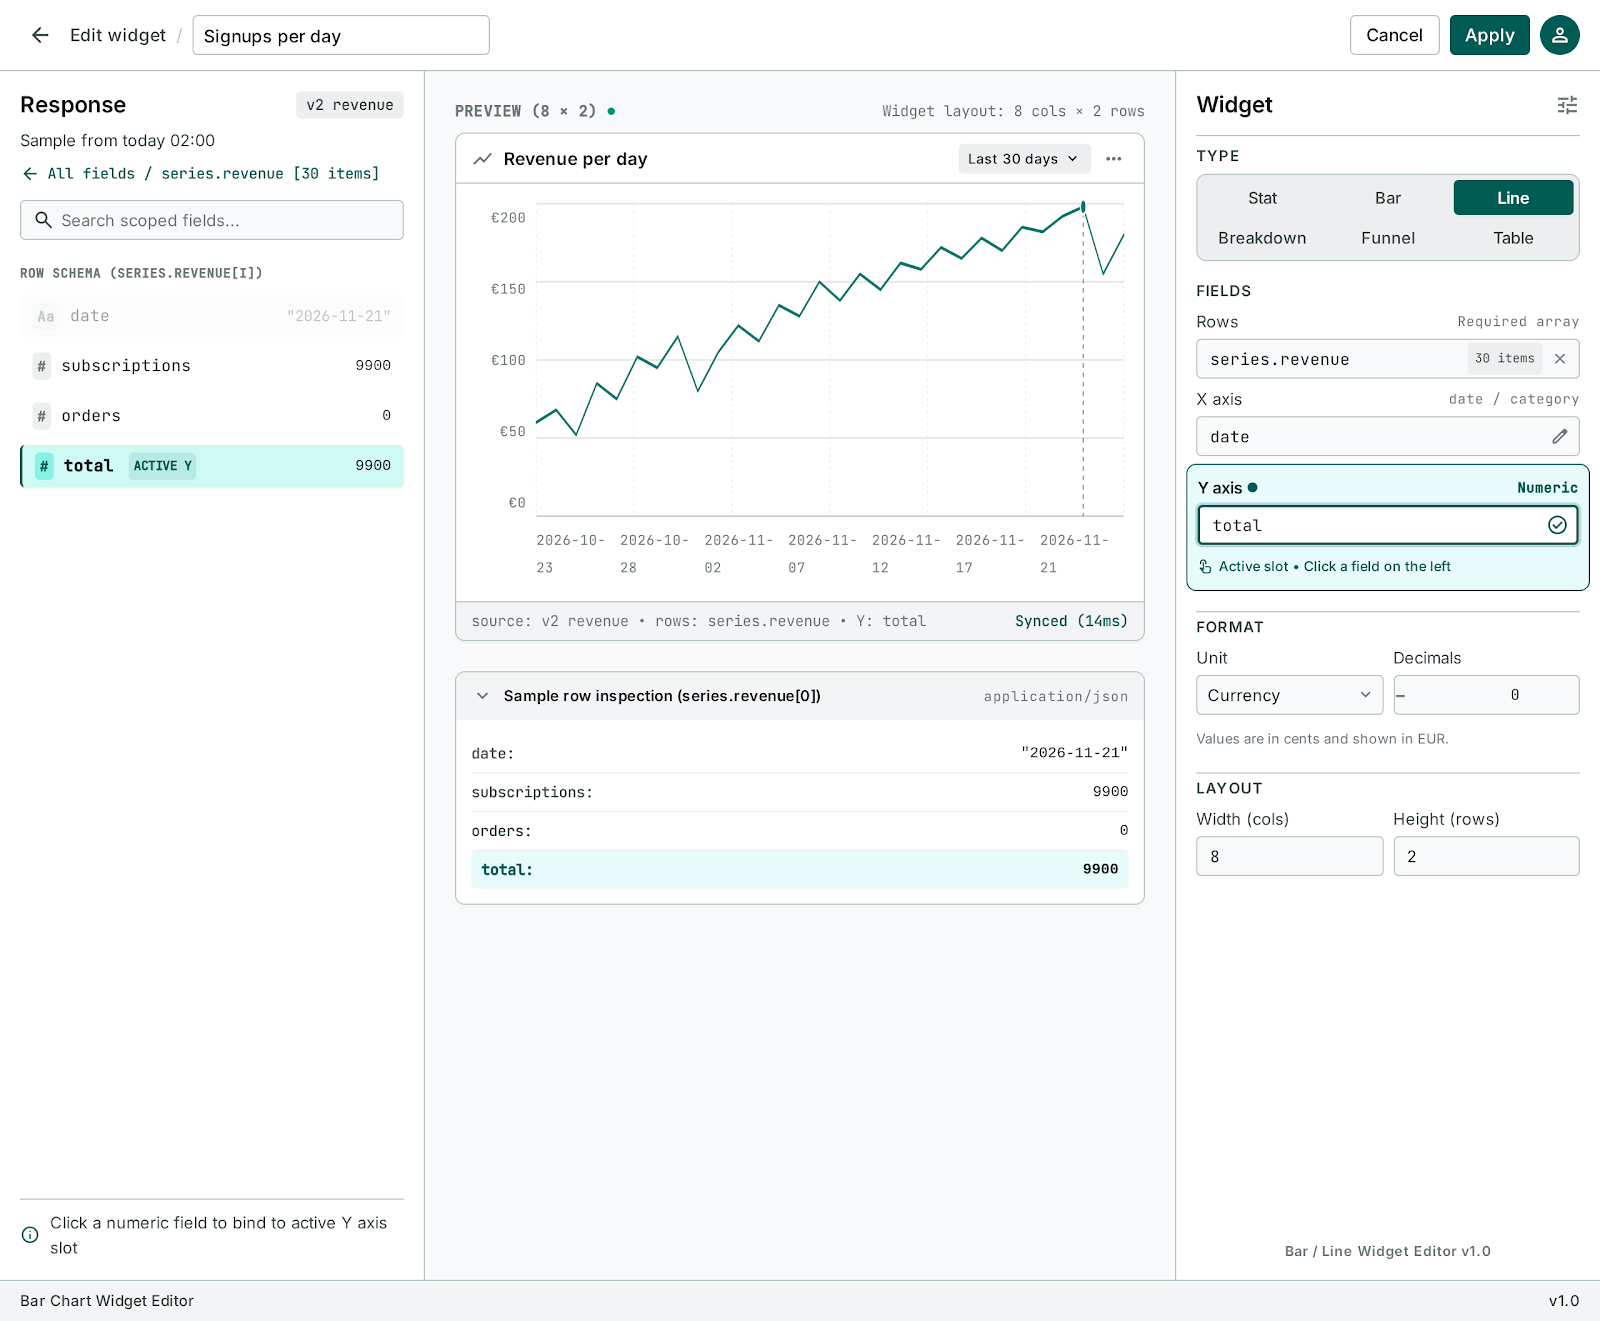 Edit widget / Signups per day
Cancel
Apply
Response
v2 revenue
Sample from today 02:00
All fields / series.revenue [30 items]
Search scoped fields...
ROW SCHEMA (SERIES.REVENUE[I])
Aa date "2026-11-21"
# subscriptions 9900
# orders 0
# total ACTIVE Y 9900
Click a numeric field to bind to active Y axis
slot
PREVIEW (8 × 2)
Widget layout: 8 cols × 2 rows
Revenue per day
Last 30 days
€200
€150
€100
€50
€0
2026-10- 2026-10- 2026-11- 2026-11- 2026-11- 2026-11- 2026-11-
23 28 02 07 12 17 21
source: v2 revenue • rows: series.revenue • Y: total
Synced (14ms)
Sample row inspection (series.revenue[0])
application/json
date: "2026-11-21"
subscriptions: 9900
orders: 0
total: 9900
Widget
TYPE
Stat Bar Line
Breakdown Funnel Table
FIELDS
Rows Required array
series.revenue 30 items
X axis date / category
date
Y axis Numeric
total
Active slot • Click a field on the left
FORMAT
Unit Decimals
Currency − 0
Values are in cents and shown in EUR.
LAYOUT
Width (cols) Height (rows)
8 2
Bar / Line Widget Editor v1.0
Bar Chart Widget Editor
v1.0